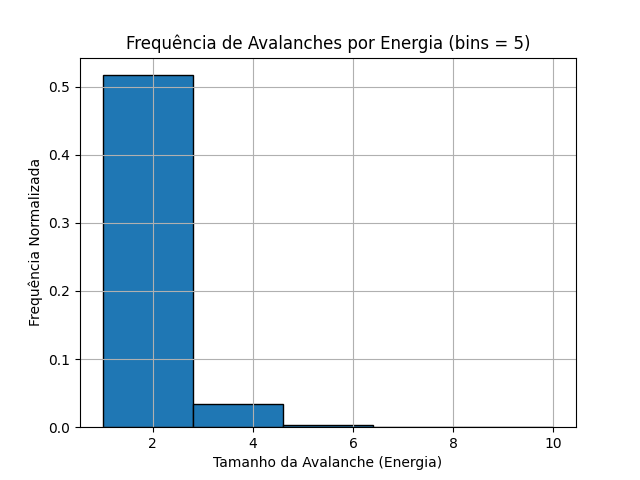 Frequência de Avalanches por Energia (bins = 5)
Frequência Normalizada
0.5
0.4
0.3
0.2
0.1
0.0
2 4 6 8 10
Tamanho da Avalanche (Energia)